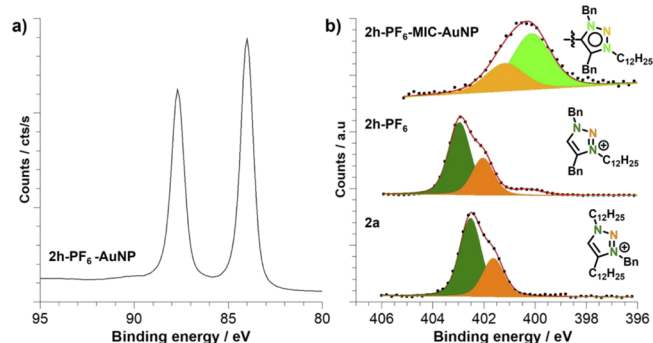 a)
Counts / cts/s
2h-PF₆-AuNP
95 90 85 80
Binding energy / eV
b)
Counts / a.u
2h-PF₆-MIC-AuNP
Bn
N
N
N
C₁₂H₂₅
Bn
2h-PF₆
Bn
N
N
N
⊕
C₁₂H₂₅
Bn
2a
C₁₂H₂₅
N
N
N
⊕
Bn
C₁₂H₂₅
406 404 402 400 398 396
Binding energy / eV